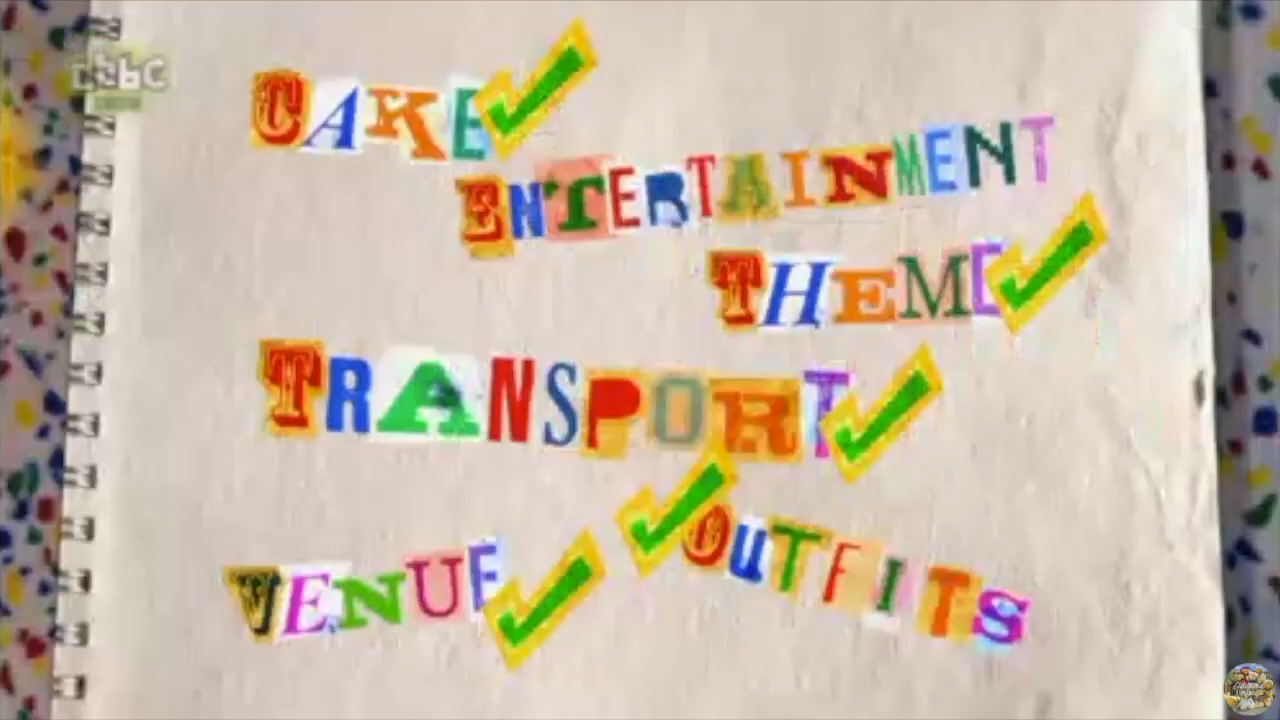 cbbc
CAKE
ENTERTAINMENT
THEME
TRANSPORT
OUTFITS
VENUE